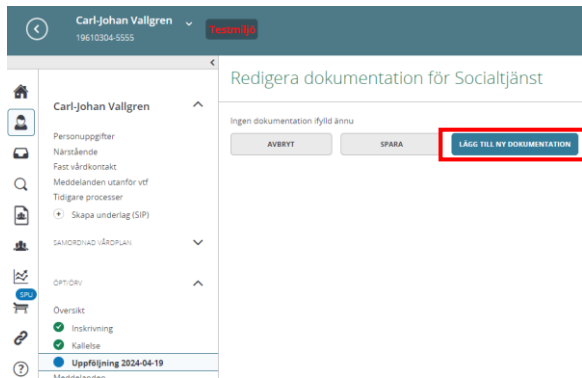 Carl-Johan Vallgren
19610304-5555
Testmiljö
Redigera dokumentation för Socialtjänst
Ingen dokumentation ifylld ännu
AVBRYT
SPARA
LÄGG TILL NY DOKUMENTATION
Carl-Johan Vallgren
Personuppgifter
Närstående
Fast vårdkontakt
Meddelanden utanför vtf
Tidigare processer
Skapa underlag (SIP)
SAMORDNAD VÅRDPLAN
ÖPT/ÖRV
Översikt
Inskrivning
Kallelse
Uppföljning 2024-04-19
Meddelanden
SPU